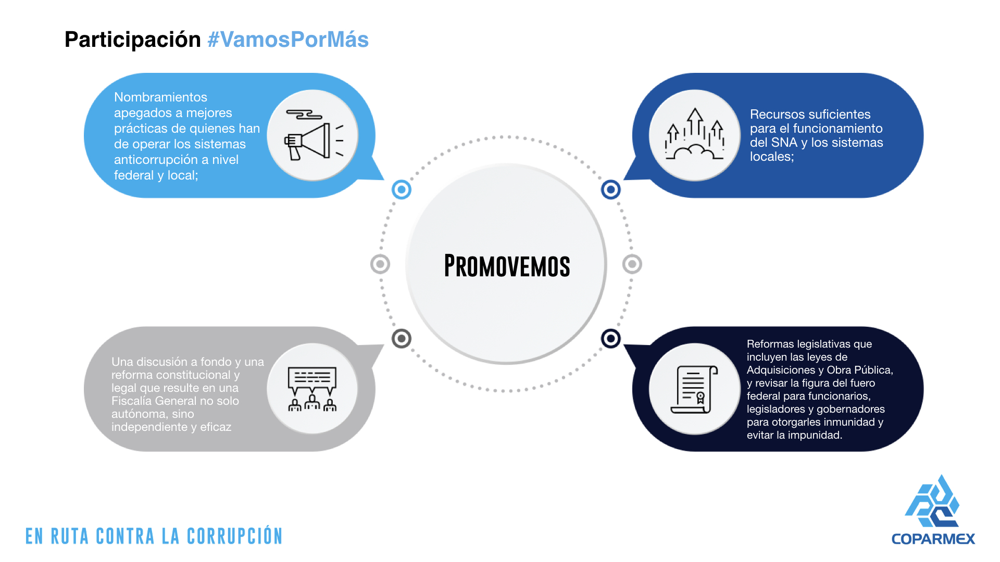 Participación #VamosPorMás
Nombramientos
apegados a mejores
prácticas de quienes han
de operar los sistemas
anticorrupción a nivel
federal y local;
Recursos suficientes
para el funcionamiento
del SNA y los sistemas
locales;
PROMOVEMOS
Una discusión a fondo y una
reforma constitucional y
legal que resulte en una
Fiscalía General no solo
autónoma, sino
independiente y eficaz
Reformas legislativas que
incluyen las leyes de
Adquisiciones y Obra Pública,
y revisar la figura del fuero
federal para funcionarios,
legisladores y gobernadores
para otorgarles inmunidad y
evitar la impunidad.
EN RUTA CONTRA LA CORRUPCIÓN
COPARMEX